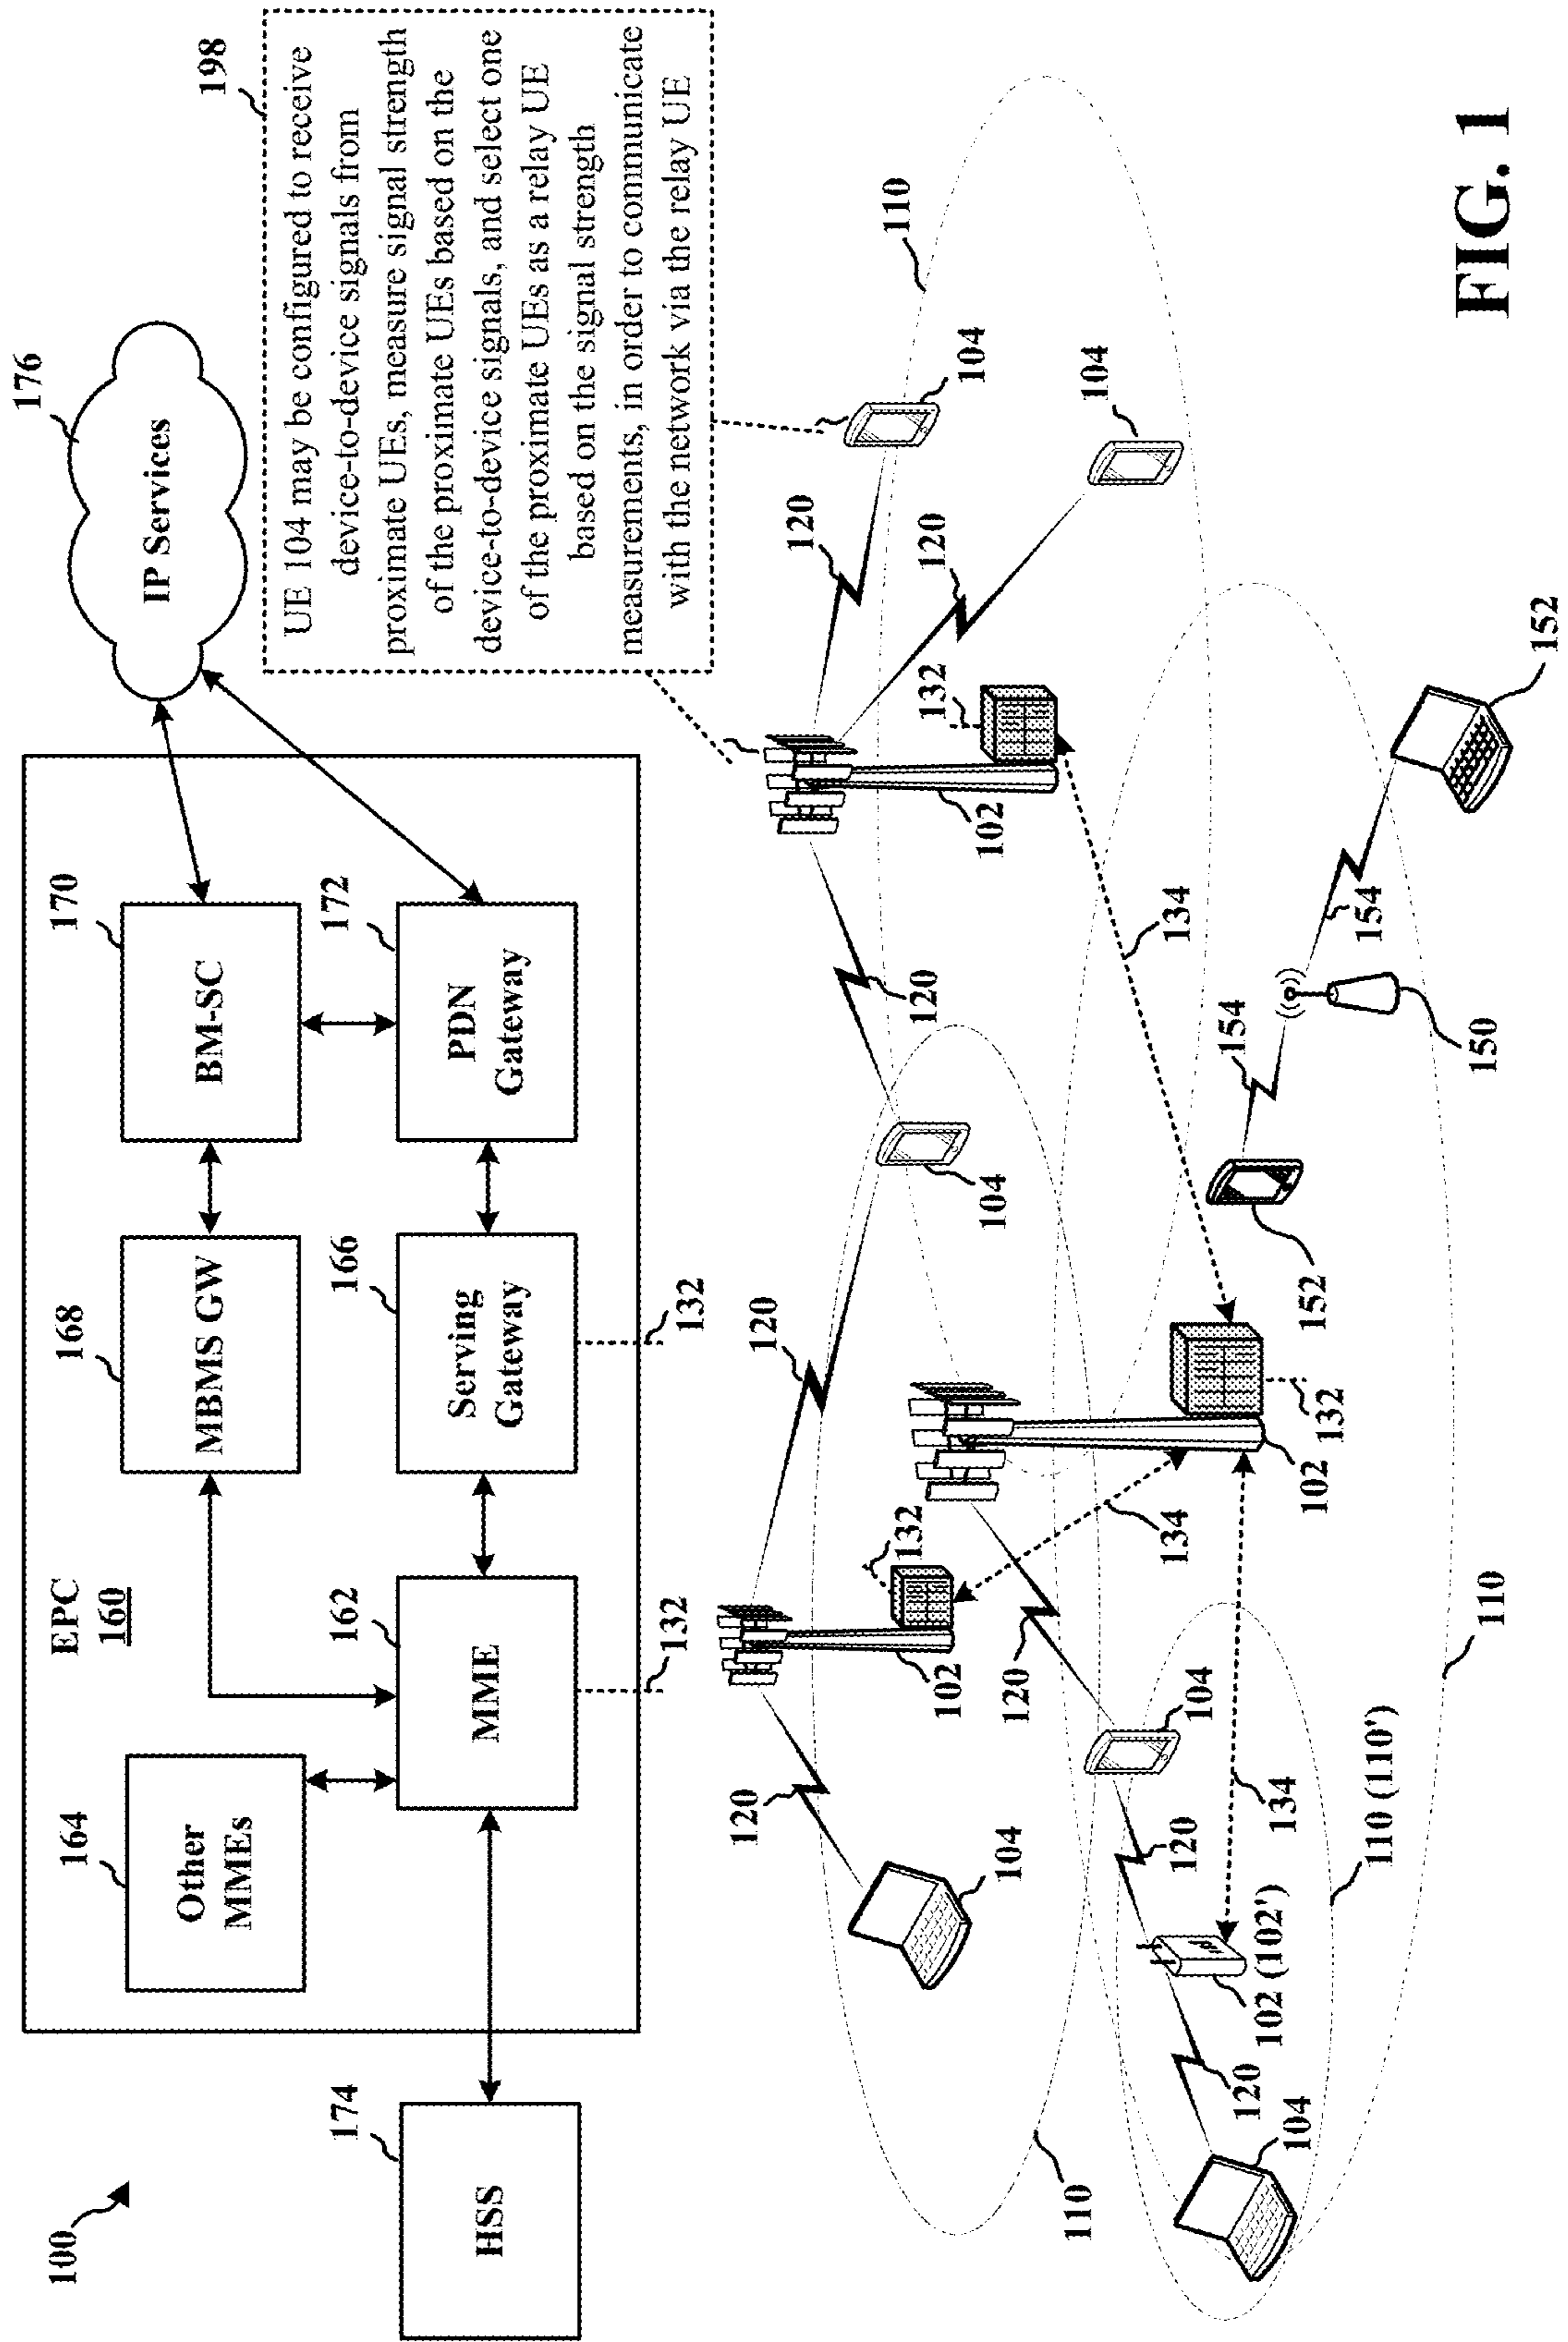 100
EPC
160
164
Other
MMEs
168
MBMS GW
170
BM-SC
176
IP Services
174
HSS
162
MME
166
Serving
Gateway
172
PDN
Gateway
132
132
198
UE 104 may be configured to receive
device-to-device signals from
proximate UEs, measure signal strength
of the proximate UEs based on the
device-to-device signals, and select one
of the proximate UEs as a relay UE
based on the signal strength
measurements, in order to communicate
with the network via the relay UE
120
120
120
120
120
132
102
104
104
104
110
104
132
102
104
110
120
134
134
132
102
120
104
120
102 (102')
104
134
110 (110')
110
132
102
152
154
154
150
152
134
110
FIG. 1